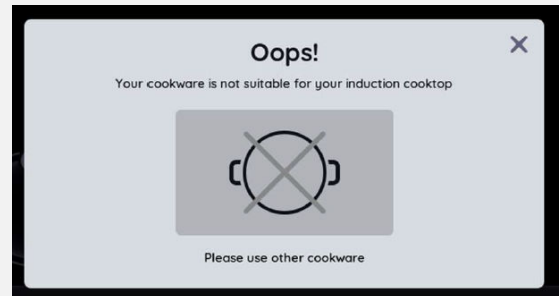 Oops!
Your cookware is not suitable for your induction cooktop
Please use other cookware